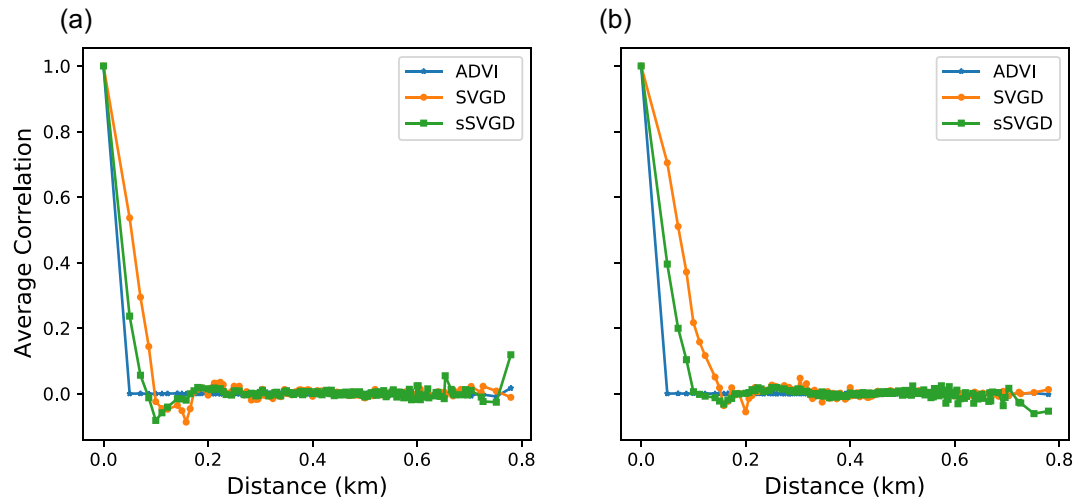 (a)
(b)
1.0
0.8
0.6
0.4
0.2
0.0
Average Correlation
ADVI
SVGD
sSVGD
0.0 0.2 0.4 0.6 0.8
Distance (km)
ADVI
SVGD
sSVGD
0.0 0.2 0.4 0.6 0.8
Distance (km)